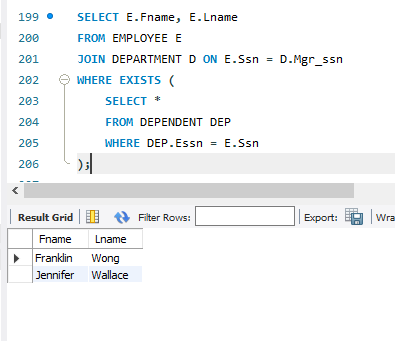 199 SELECT E.Fname, E.Lname
200 FROM EMPLOYEE E
201 JOIN DEPARTMENT D ON E.Ssn = D.Mgr_ssn
202 WHERE EXISTS (
203 SELECT *
204 FROM DEPENDENT DEP
205 WHERE DEP.Essn = E.Ssn
206 );
Result Grid Filter Rows: Export: Wra
Fname Lname
Franklin Wong
Jennifer Wallace